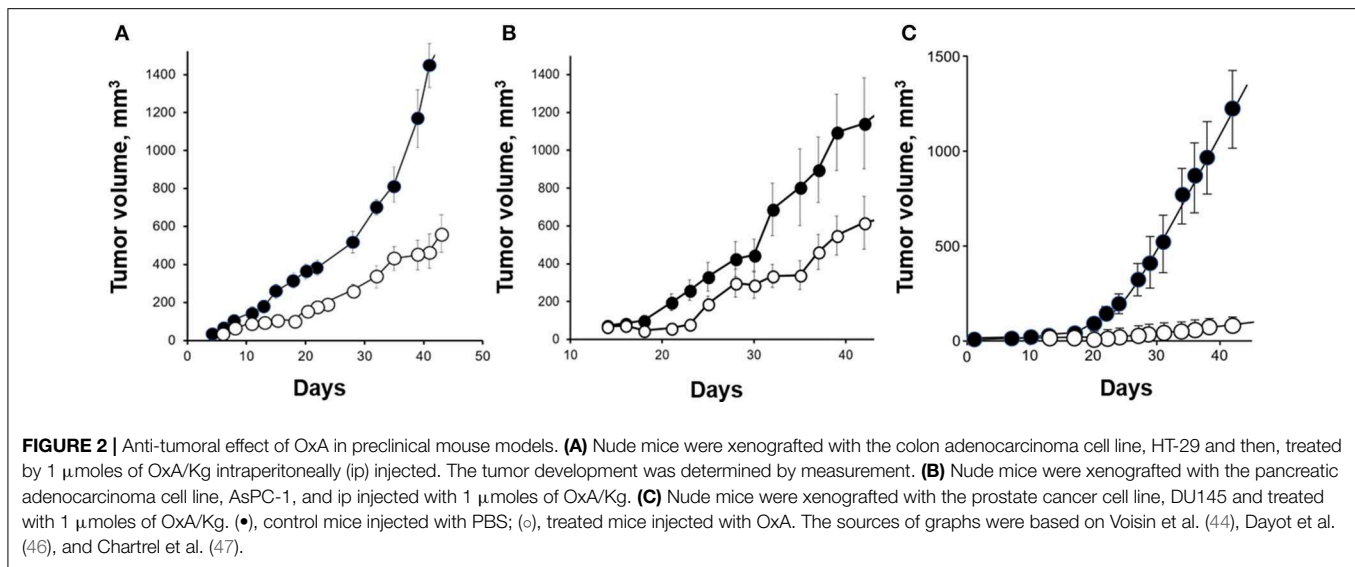 A
B
C
Tumor volume, mm³
1400
1200
1000
800
600
400
200
0
0
10
20
30
40
50
Days
Tumor volume, mm³
1400
1200
1000
800
600
400
200
0
10
20
30
40
Days
Tumor volume, mm³
1500
1000
500
0
0
10
20
30
40
Days
FIGURE 2 | Anti-tumoral effect of OxA in preclinical mouse models. (A) Nude mice were xenografted with the colon adenocarcinoma cell line, HT-29 and then, treated
by 1 μmoles of OxA/Kg intraperitoneally (ip) injected. The tumor development was determined by measurement. (B) Nude mice were xenografted with the pancreatic
adenocarcinoma cell line, AsPC-1, and ip injected with 1 μmoles of OxA/Kg. (C) Nude mice were xenografted with the prostate cancer cell line, DU145 and treated
with 1 μmoles of OxA/Kg. (•), control mice injected with PBS; (○), treated mice injected with OxA. The sources of graphs were based on Voisin et al. (44), Dayot et al.
(46), and Chartrel et al. (47).